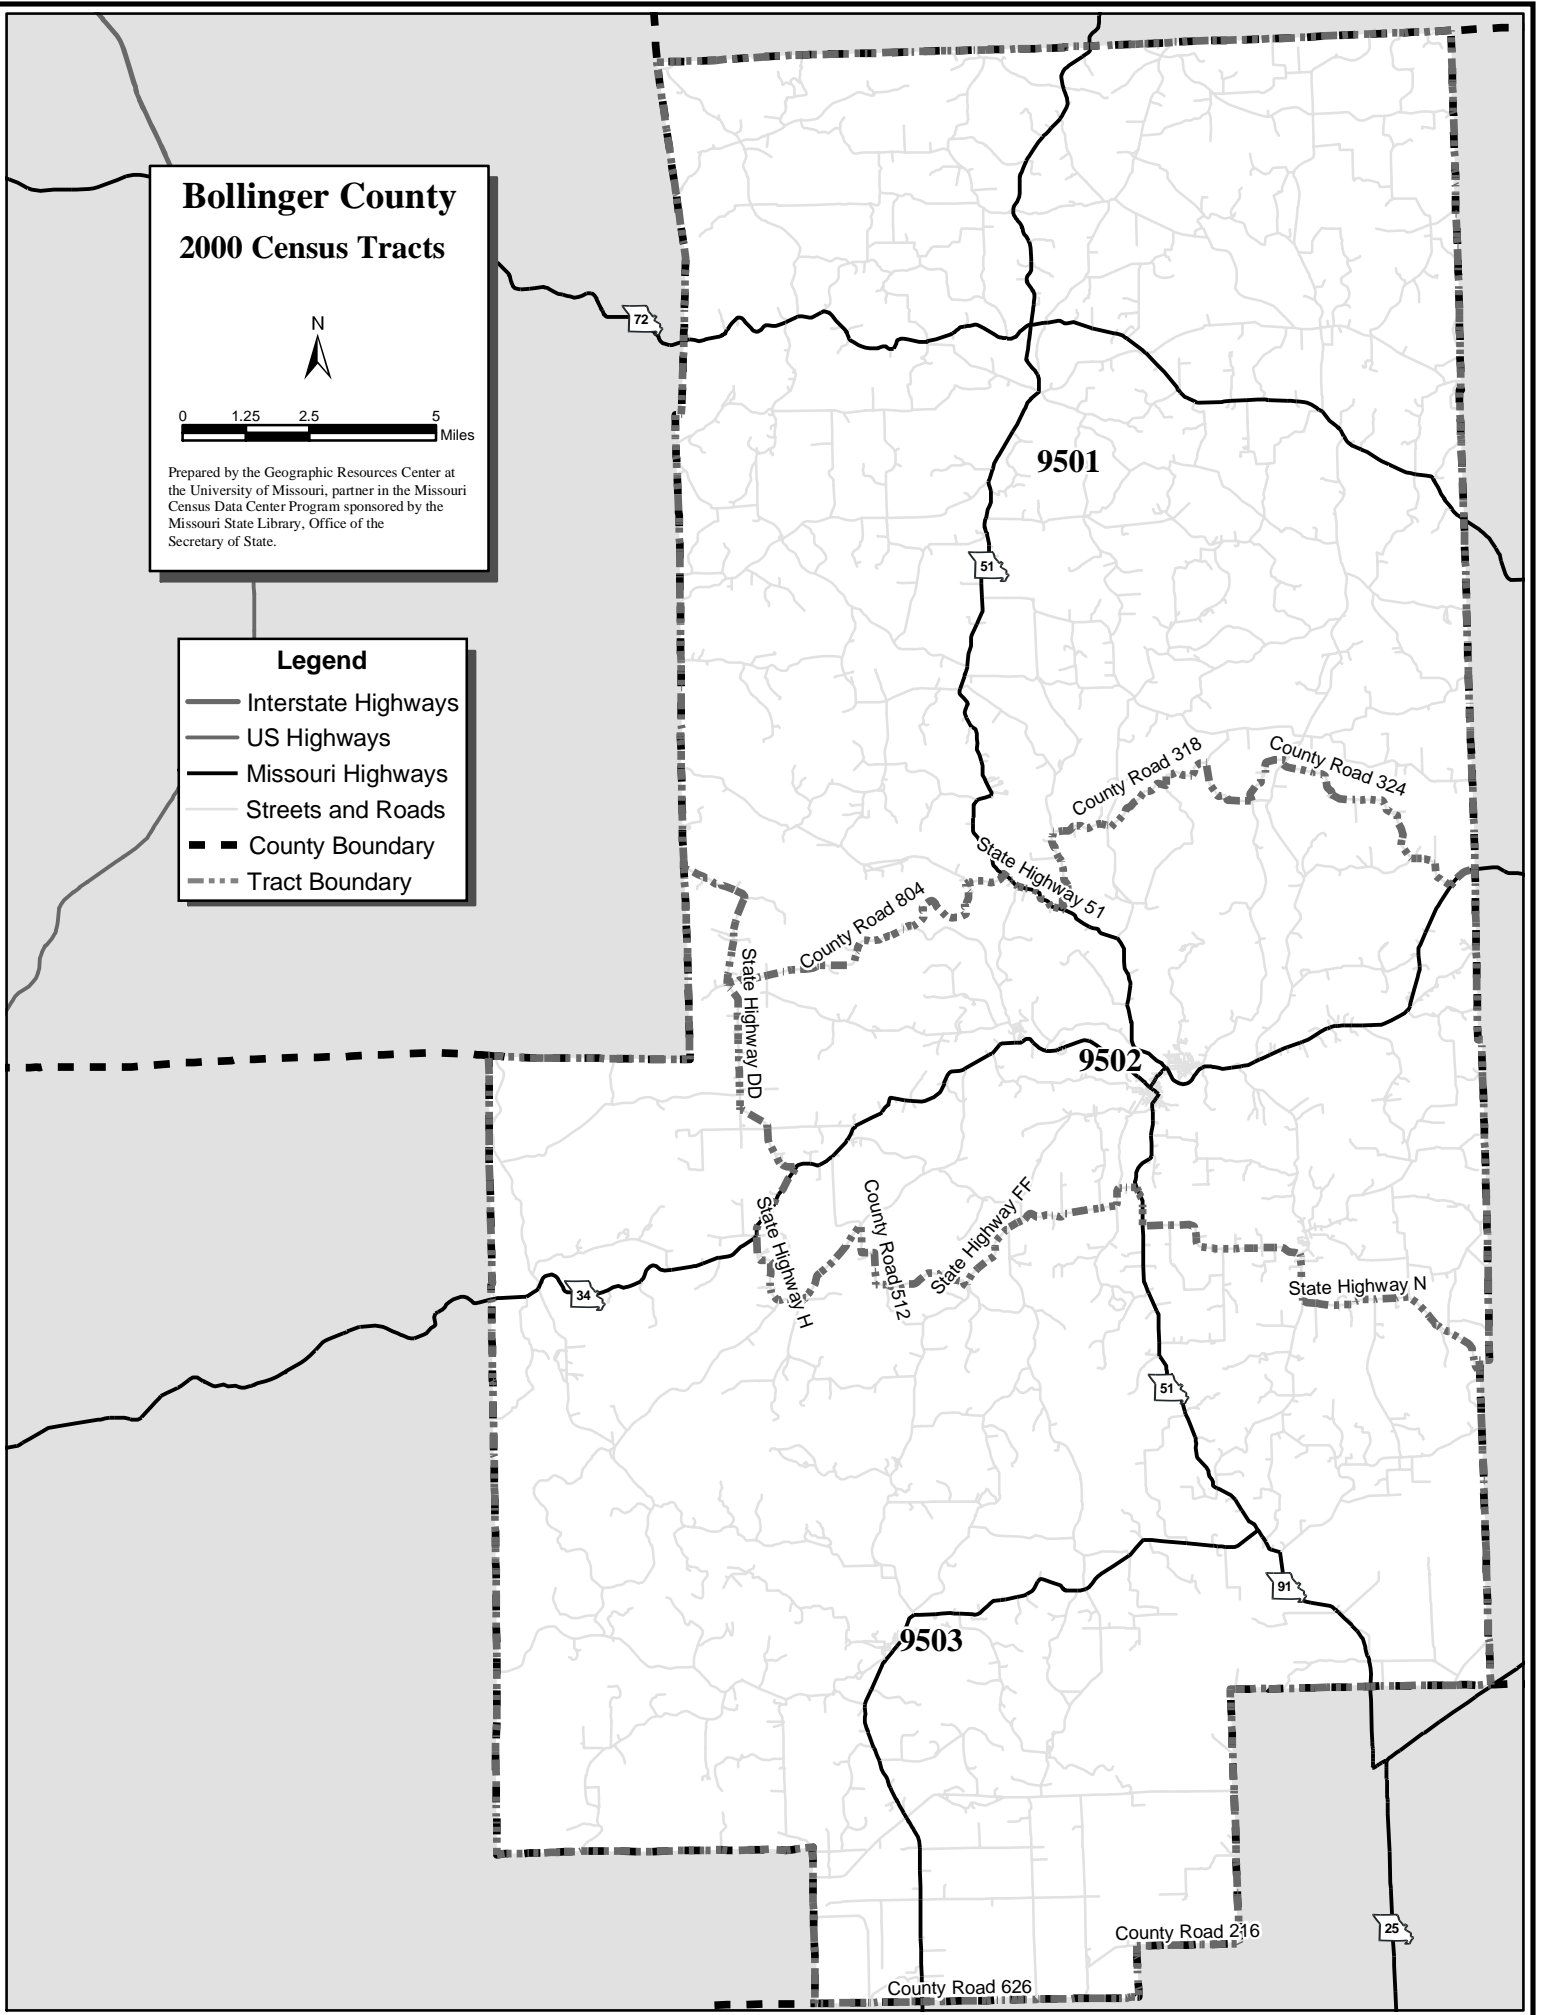 Bollinger County
2000 Census Tracts
N
0 1.25 2.5 5
Miles
Prepared by the Geographic Resources Center at
the University of Missouri, partner in the Missouri
Census Data Center Program sponsored by the
Missouri State Library, Office of the
Secretary of State.
Legend
Interstate Highways
US Highways
Missouri Highways
Streets and Roads
County Boundary
Tract Boundary
72
9501
51
County Road 318
County Road 324
State Highway 51
County Road 804
State Highway DD
9502
State Highway H
County Road 512
State Highway FF
State Highway N
34
51
91
9503
County Road 216
25
County Road 626